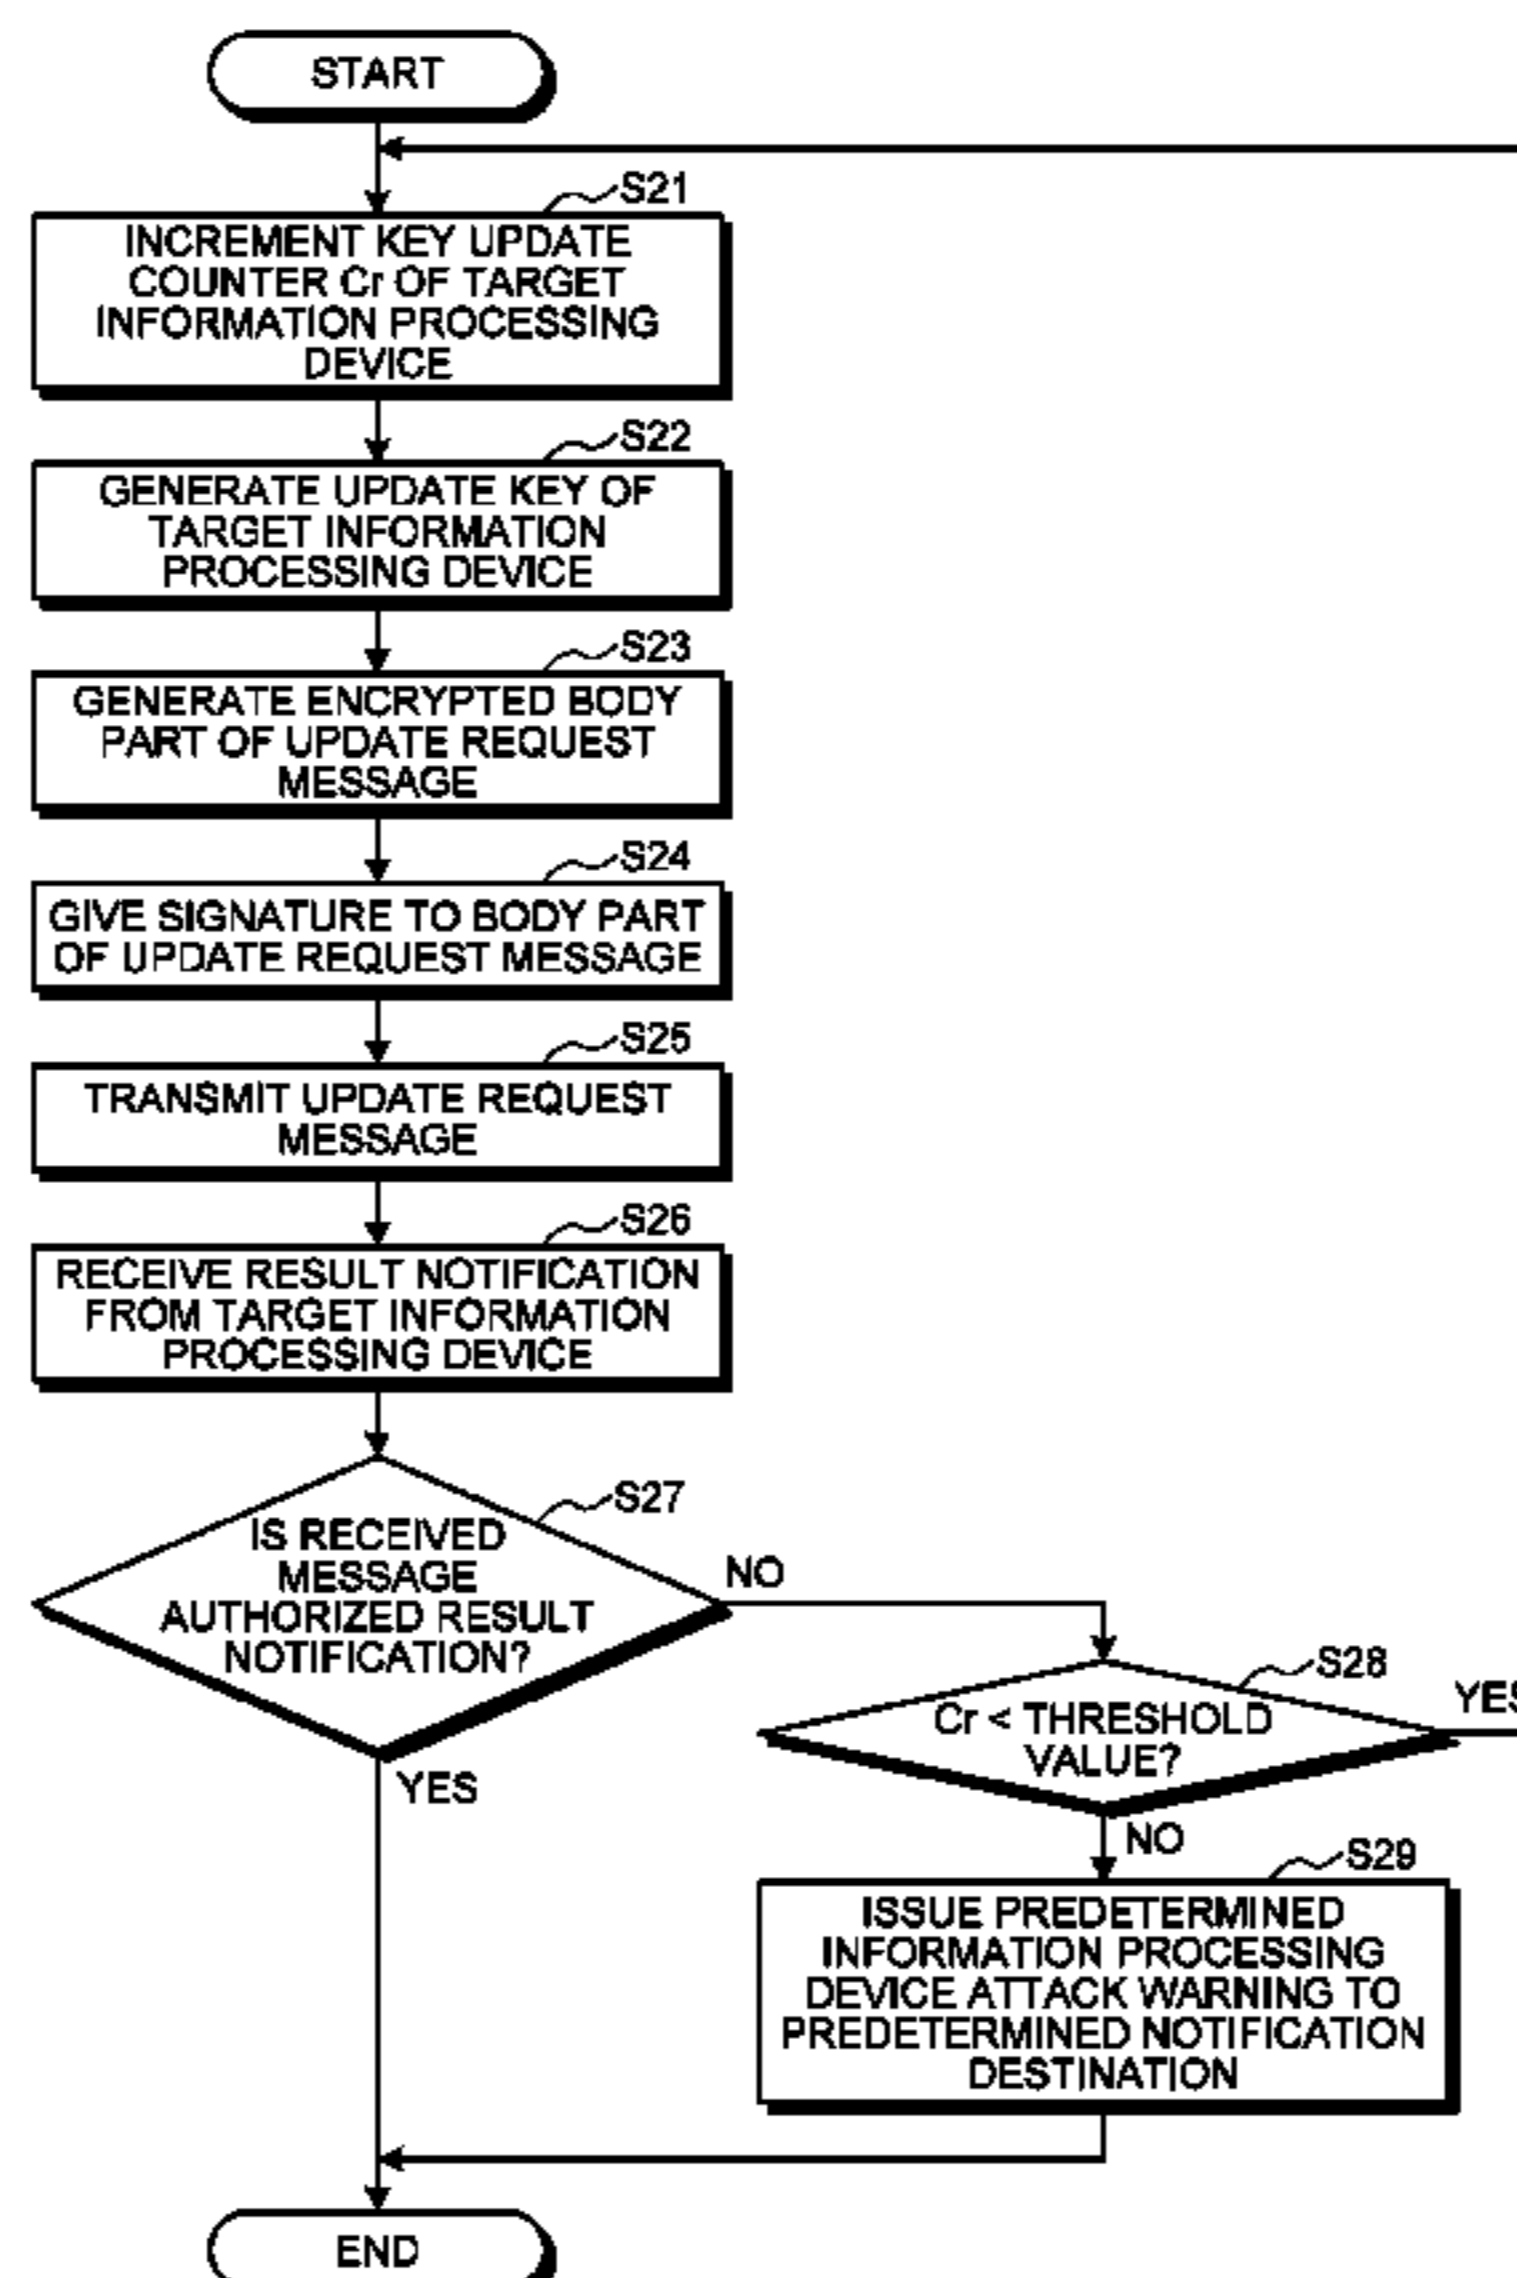 START
S21
INCREMENT KEY UPDATE
COUNTER Cr OF TARGET
INFORMATION PROCESSING
DEVICE
S22
GENERATE UPDATE KEY OF
TARGET INFORMATION
PROCESSING DEVICE
S23
GENERATE ENCRYPTED BODY
PART OF UPDATE REQUEST
MESSAGE
S24
GIVE SIGNATURE TO BODY PART
OF UPDATE REQUEST MESSAGE
S25
TRANSMIT UPDATE REQUEST
MESSAGE
S26
RECEIVE RESULT NOTIFICATION
FROM TARGET INFORMATION
PROCESSING DEVICE
S27
IS RECEIVED
MESSAGE
AUTHORIZED RESULT
NOTIFICATION?
NO
YES
S28
Cr < THRESHOLD
VALUE?
YES
NO
S29
ISSUE PREDETERMINED
INFORMATION PROCESSING
DEVICE ATTACK WARNING TO
PREDETERMINED NOTIFICATION
DESTINATION
END